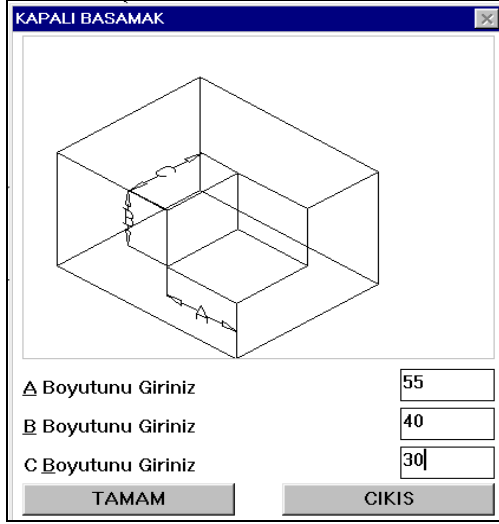 KAPALI BASAMAK
C
B
A
A Boyutunu Giriniz 55
B Boyutunu Giriniz 40
C Boyutunu Giriniz 30
TAMAM CIKIS